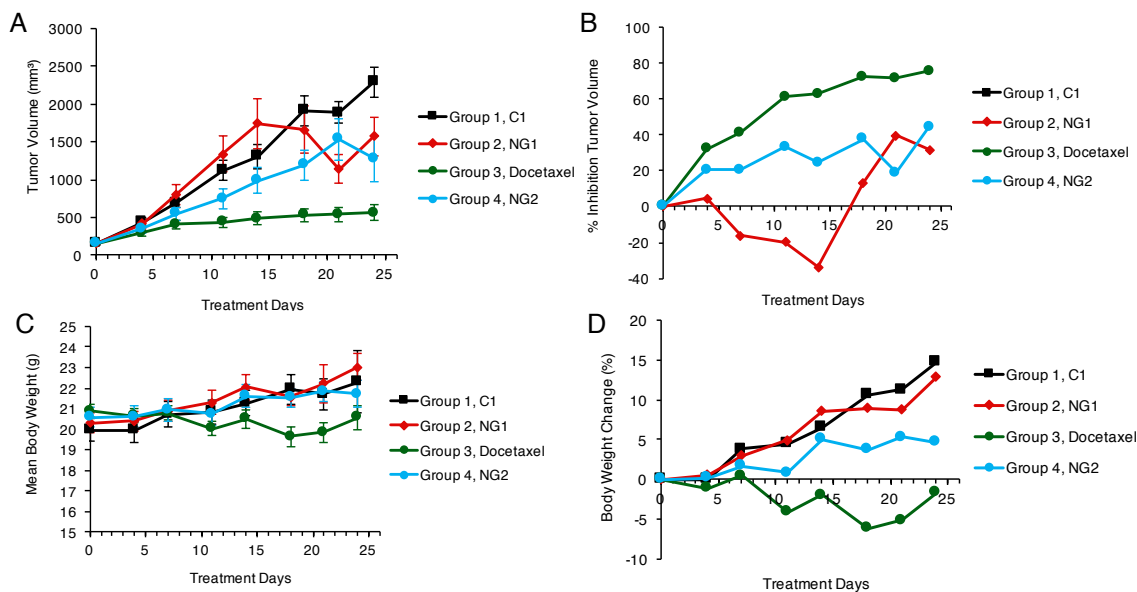 A
3000
2500
2000
1500
1000
500
0
0 5 10 15 20 25
Tumor Volume (mm³)
Treatment Days
Group 1, C1
Group 2, NG1
Group 3, Docetaxel
Group 4, NG2
B
100
80
60
40
20
0
-20
-40
0 5 10 15 20 25
% Inhibition Tumor Volume
Treatment Days
Group 1, C1
Group 2, NG1
Group 3, Docetaxel
Group 4, NG2
C
25
24
23
22
21
20
19
18
17
16
15
0 5 10 15 20 25
Mean Body Weight (g)
Treatment Days
Group 1, C1
Group 2, NG1
Group 3, Docetaxel
Group 4, NG2
D
20
15
10
5
0
-5
-10
0 5 10 15 20 25
Body Weight Change (%)
Treatment Days
Group 1, C1
Group 2, NG1
Group 3, Docetaxel
Group 4, NG2